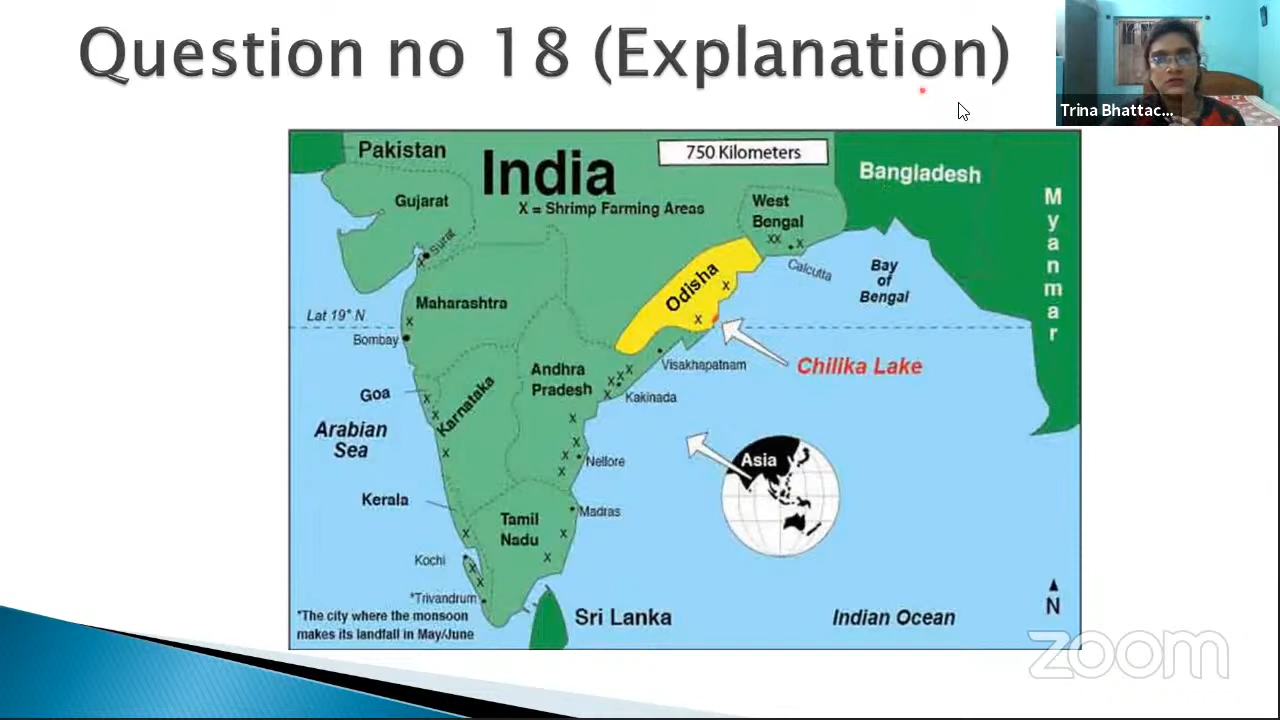 Question no 18 (Explanation)
Trina Bhattac...
Pakistan
India
750 Kilometers
Bangladesh
Myanmar
Gujarat
X = Shrimp Farming Areas
West
Bengal
XX
X
Surat
X
Calcutta
Bay
of
Bengal
Odisha
X
X
Maharashtra
Lat 19° N
X
Bombay
Chilika Lake
Visakhapatnam
Andhra
Pradesh
X X X
X
Kakinada
Goa
X
X
Karnataka
Arabian
Sea
X
X
X
X
X
Nellore
Asia
Kerala
Tamil
Nadu
Madras
X
X
X
Kochi
X
X
*Trivandrum
*The city where the monsoon
makes its landfall in May/June
Sri Lanka
Indian Ocean
N
zoom